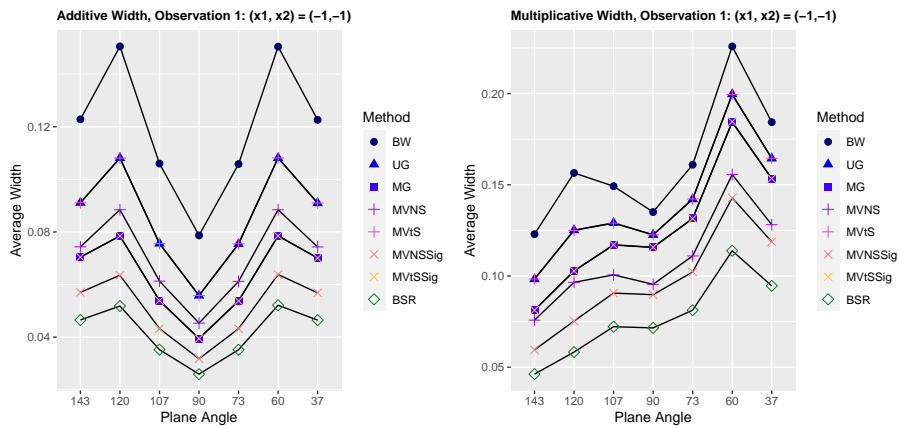 Additive Width, Observation 1: (x1, x2) = (−1,−1)
Average Width
0.12
0.08
0.04
143 120 107 90 73 60 37
Plane Angle
Method
BW
UG
MG
MVNS
MVtS
MVNSSig
MVtSSig
BSR
Multiplicative Width, Observation 1: (x1, x2) = (−1,−1)
Average Width
0.20
0.15
0.10
0.05
143 120 107 90 73 60 37
Plane Angle
Method
BW
UG
MG
MVNS
MVtS
MVNSSig
MVtSSig
BSR